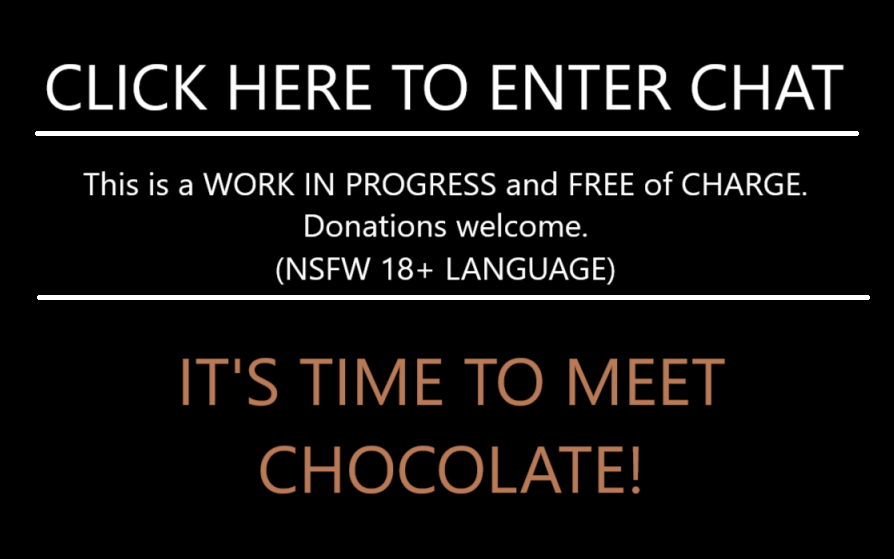 CLICK HERE TO ENTER CHAT
This is a WORK IN PROGRESS and FREE of CHARGE.
Donations welcome.
(NSFW 18+ LANGUAGE)
IT'S TIME TO MEET
CHOCOLATE!